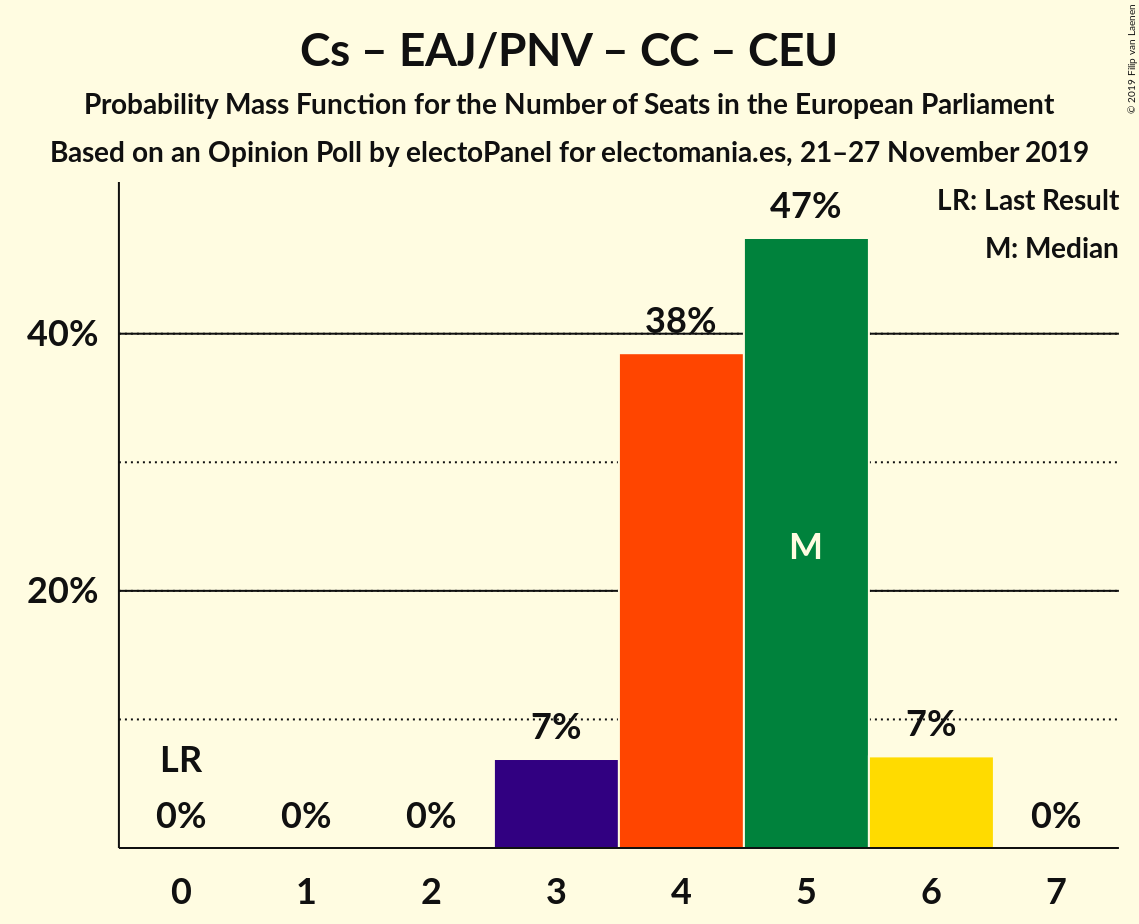 Cs – EAJ/PNV – CC – CEU
Probability Mass Function for the Number of Seats in the European Parliament
Based on an Opinion Poll by electoPanel for electomania.es, 21–27 November 2019
© 2019 Filip van Laenen
LR: Last Result
M: Median
47%
38%
40%
M
20%
7%
7%
LR
0%
0%
0%
0%
0 1 2 3 4 5 6 7